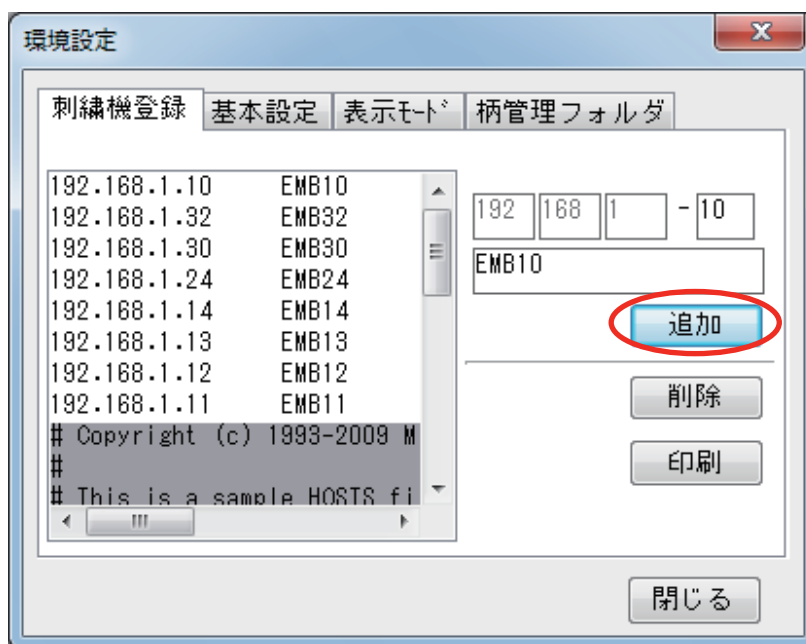 環境設定
刺繍機登録 基本設定 表示ﾓｰﾄﾞ 柄管理フォルダ
192.168.1.10 EMB10
192.168.1.32 EMB32
192.168.1.30 EMB30
192.168.1.24 EMB24
192.168.1.14 EMB14
192.168.1.13 EMB13
192.168.1.12 EMB12
192.168.1.11 EMB11
# Copyright (c) 1993-2009 M
#
# This is a sample HOSTS fi
192 168 1 - 10
EMB10
追加
削除
印刷
閉じる